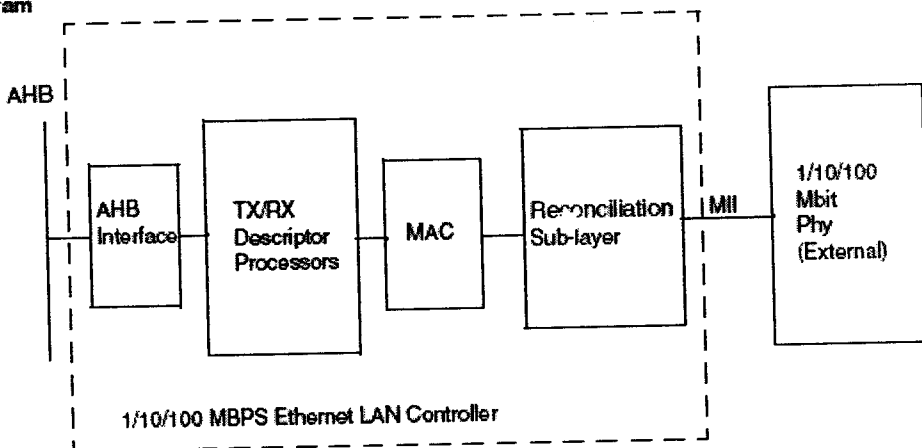 AHB
AHB
Interface
TX/RX
Descriptor
Processors
MAC
Reconciliation
Sub-layer
MII
1/10/100
Mbit
Phy
(External)
1/10/100 MBPS Ethernet LAN Controller